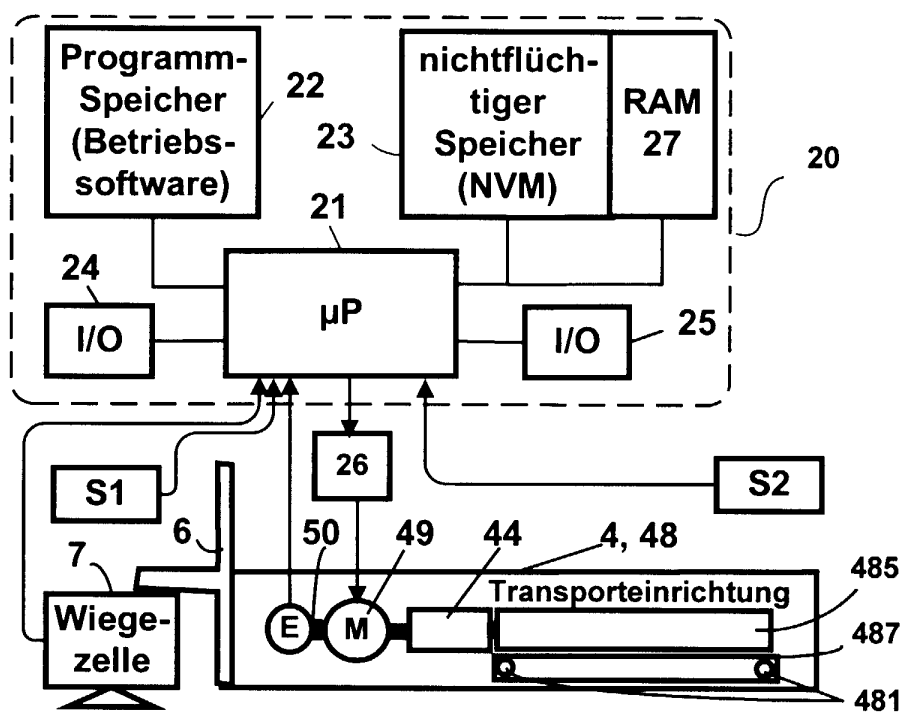 Programm-
Speicher
(Betriebs-
software)
22
23
nichtflüch-
tiger
Speicher
(NVM)
RAM
27
20
21
µP
24
I/O
25
I/O
26
S1
S2
6
7
Wiege-
zelle
50
49
44
4, 48
E
M
Transporteinrichtung
485
487
481